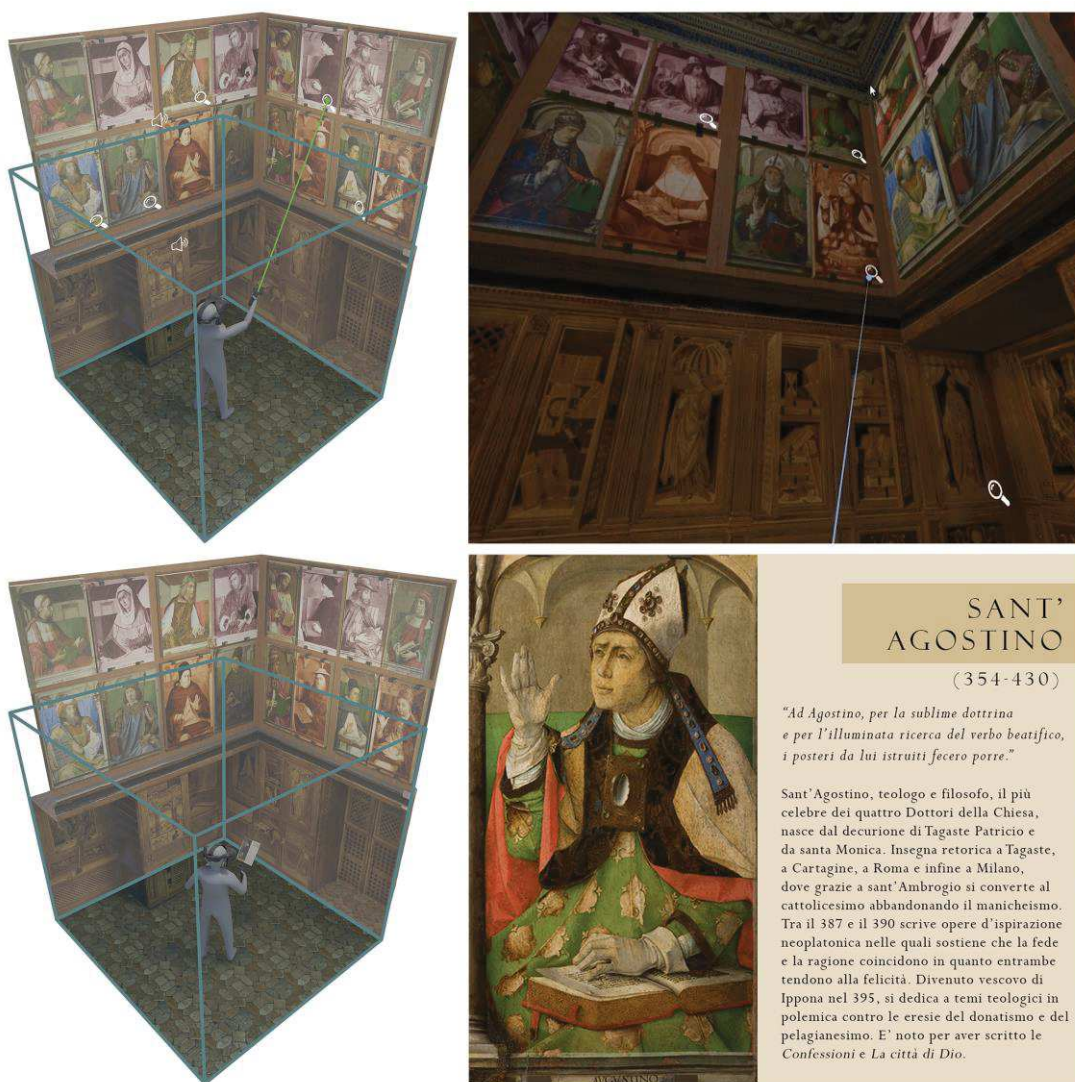 SANT'
AGOSTINO
(354-430)
“Ad Agostino, per la sublime dottrina
e per l'illuminata ricerca del verbo beatifico,
i posteri da lui istruiti fecero porre.”
Sant'Agostino, teologo e filosofo, il più
celebre dei quattro Dottori della Chiesa,
nasce dal decurione di Tagaste Patricio e
da santa Monica. Insegna retorica a Tagaste,
a Cartagine, a Roma e infine a Milano,
dove grazie a sant'Ambrogio si converte al
cattolicesimo abbandonando il manicheismo.
Tra il 387 e il 390 scrive opere d'ispirazione
neoplatonica nelle quali sostiene che la fede
e la ragione coincidono in quanto entrambe
tendono alla felicità. Divenuto vescovo di
Ippona nel 395, si dedica a temi teologici in
polemica contro le eresie del donatismo e del
pelagianesimo. E' noto per aver scritto le
Confessioni e La città di Dio.